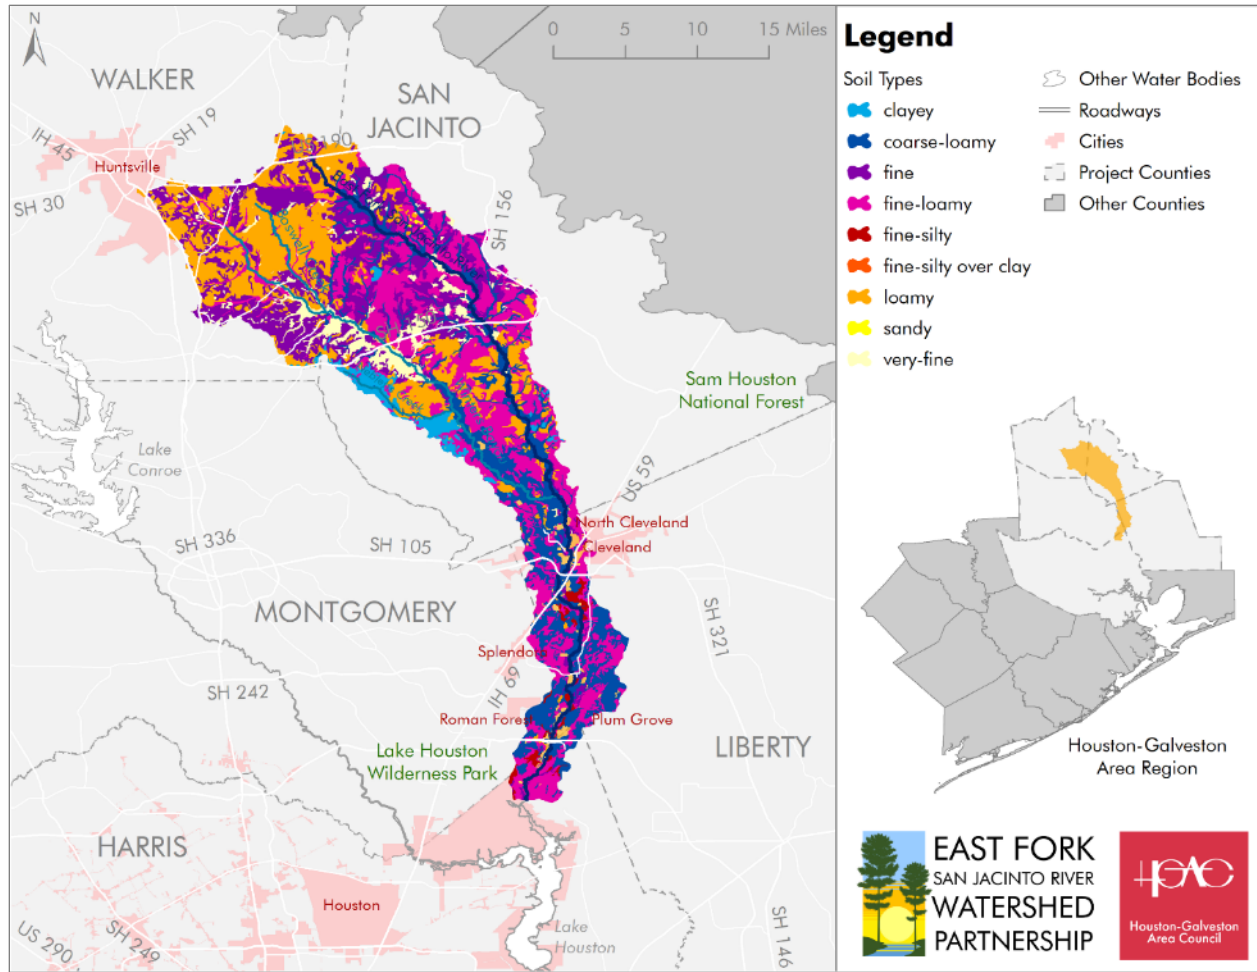 N
0 5 10 15 Miles
WALKER
SAN
JACINTO
IH 45
SH 19
190
Huntsville
SH 30
SH 156
Boswell
Sam Houston
National Forest
Lake
Conroe
US 59
North Cleveland
Cleveland
SH 336
SH 105
MONTGOMERY
SH 321
Splendora
IH 69
SH 242
Roman Forest
Plum Grove
LIBERTY
Lake Houston
Wilderness Park
HARRIS
Houston
Lake
Houston
US 290
SH 249
SH 146
Legend
Soil Types
clayey
coarse-loamy
fine
fine-loamy
fine-silty
fine-silty over clay
loamy
sandy
very-fine
Other Water Bodies
Roadways
Cities
Project Counties
Other Counties
Houston-Galveston
Area Region
EAST FORK
SAN JACINTO RIVER
WATERSHED
PARTNERSHIP
HGAC
Houston-Galveston
Area Council